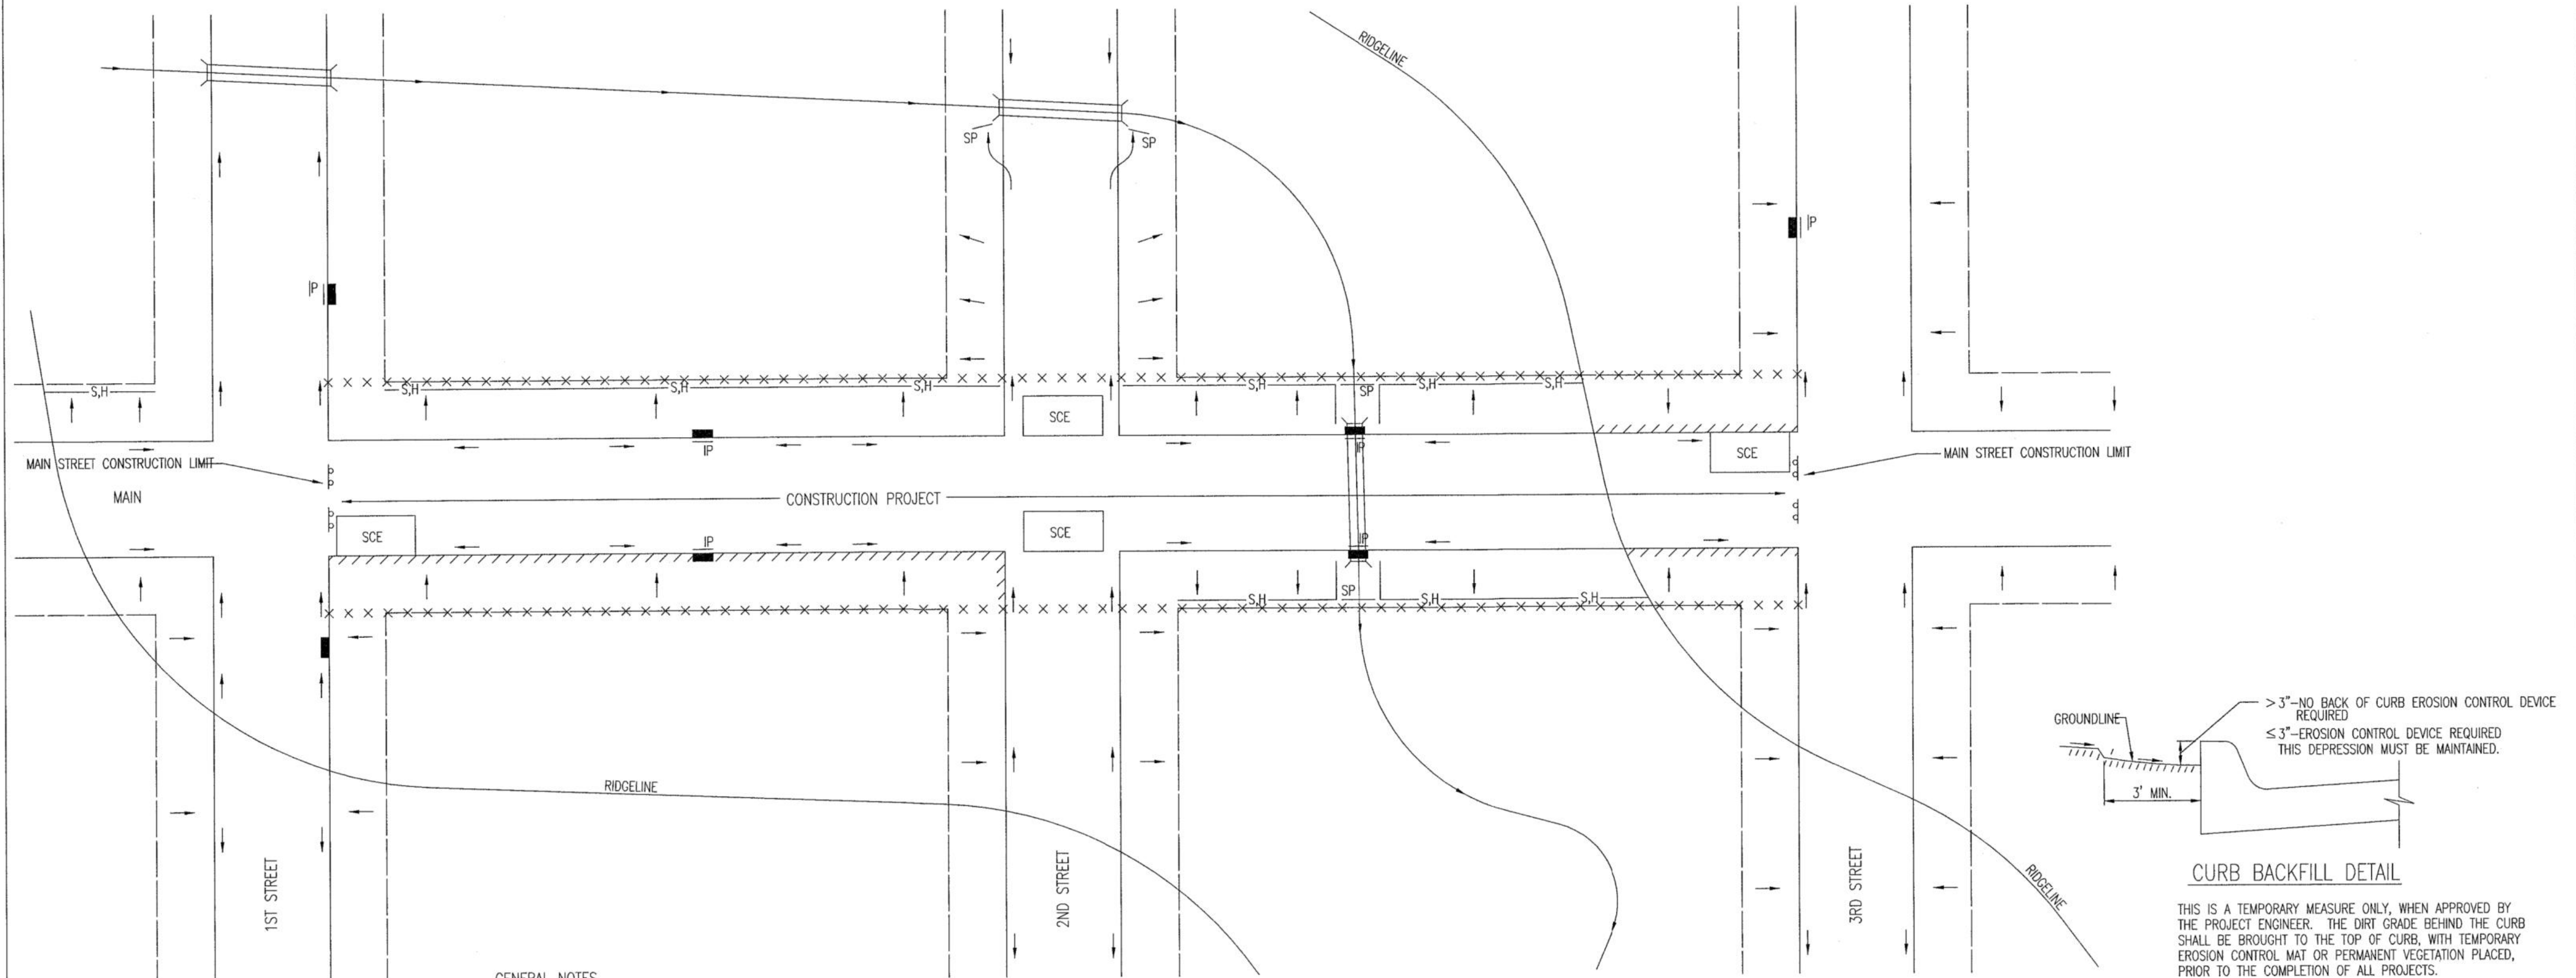 RIDGELINE
SP
SP
IP
IP
S,H
S,H
S,H
S,H
S,H
SP
S,H
S,H
SCE
SCE
IP
IP
MAIN STREET CONSTRUCTION LIMIT
MAIN STREET CONSTRUCTION LIMIT
MAIN
CONSTRUCTION PROJECT
SCE
SCE
IP
IP
S,H
SP
S,H
S,H
RIDGELINE
1ST STREET
2ND STREET
3RD STREET
RIDGELINE
GROUNDLINE
>3"-NO BACK OF CURB EROSION CONTROL DEVICE
REQUIRED
≤3"-EROSION CONTROL DEVICE REQUIRED
THIS DEPRESSION MUST BE MAINTAINED.
3' MIN.
CURB BACKFILL DETAIL
THIS IS A TEMPORARY MEASURE ONLY, WHEN APPROVED BY
THE PROJECT ENGINEER. THE DIRT GRADE BEHIND THE CURB
SHALL BE BROUGHT TO THE TOP OF CURB, WITH TEMPORARY
EROSION CONTROL MAT OR PERMANENT VEGETATION PLACED,
PRIOR TO THE COMPLETION OF ALL PROJECTS.
GENERAL NOTES